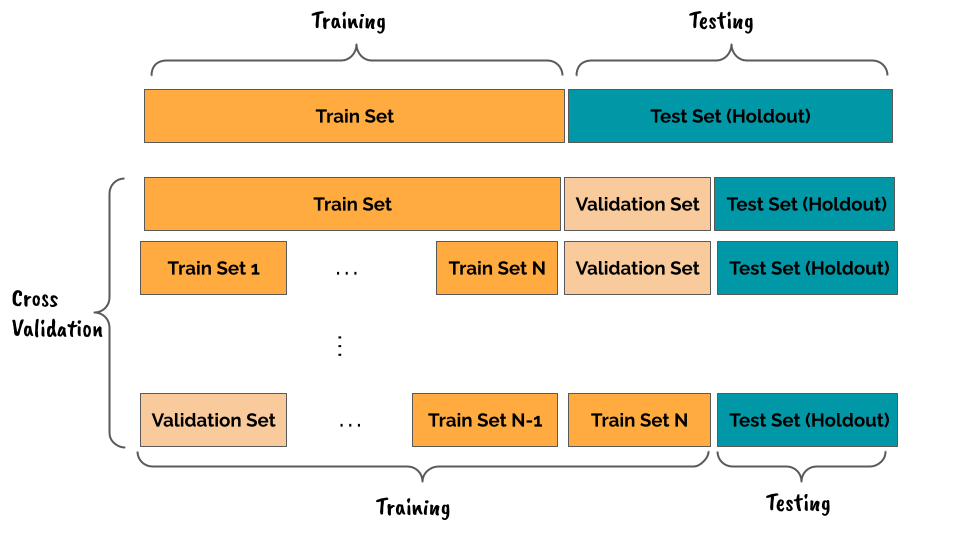 Training
Testing
Train Set
Test Set (Holdout)
Train Set
Validation Set
Test Set (Holdout)
Train Set 1
...
Train Set N
Validation Set
Test Set (Holdout)
Cross
Validation
...
Validation Set
...
Train Set N-1
Train Set N
Test Set (Holdout)
Training
Testing